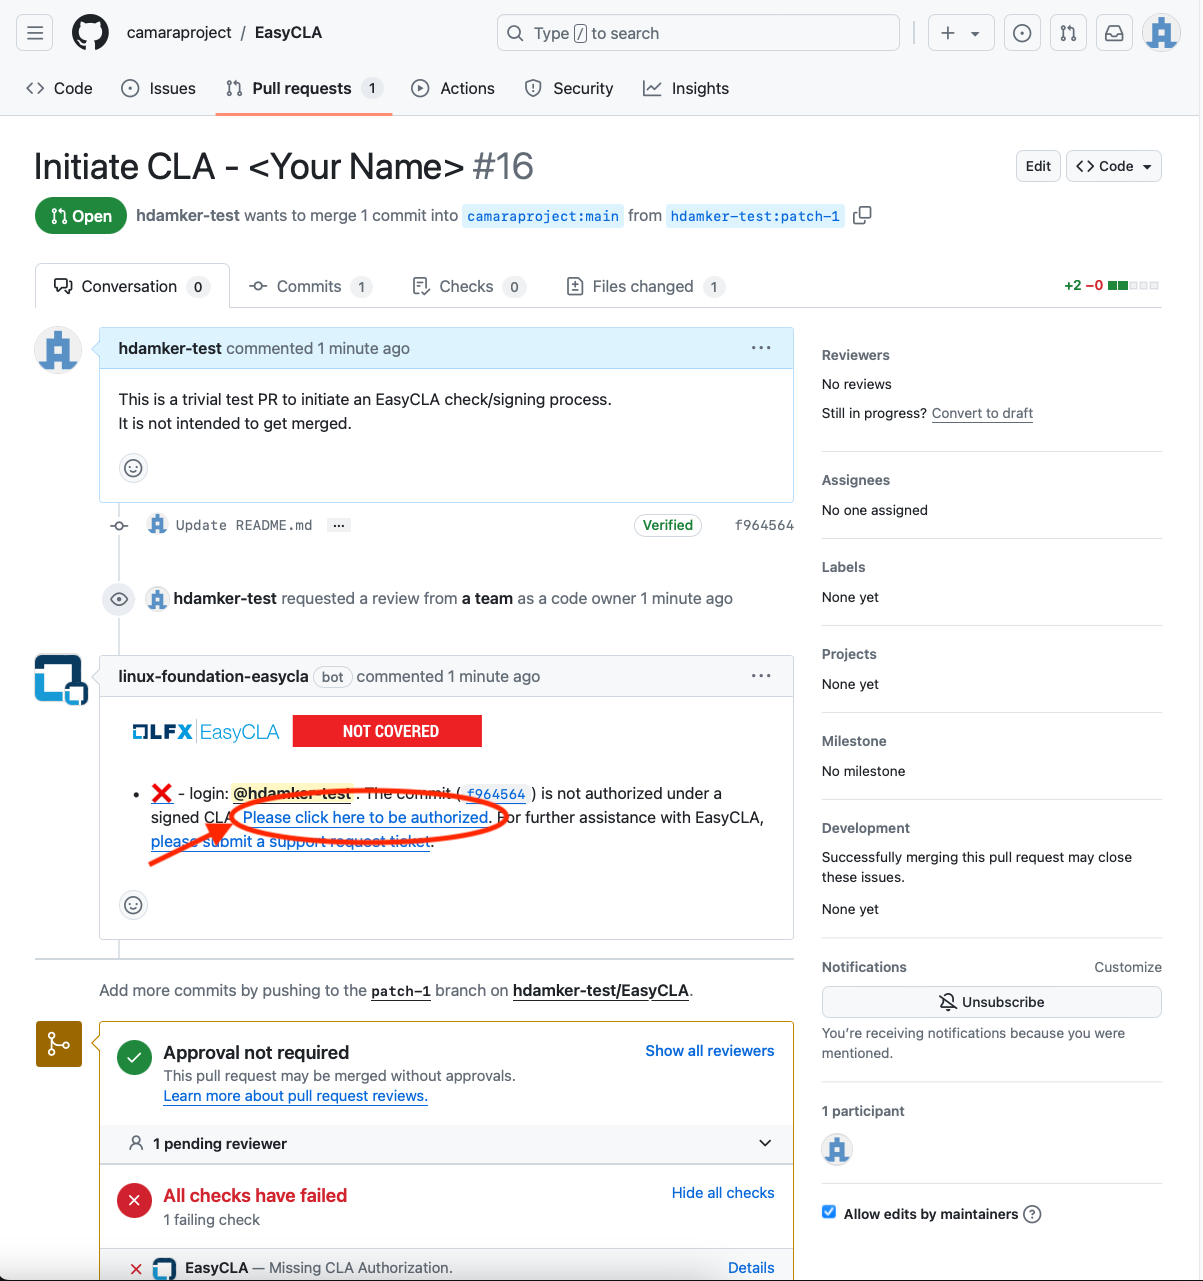 camaraproject / EasyCLA
Type / to search
Code
Issues
Pull requests 1
Actions
Security
Insights
Initiate CLA - <Your Name> #16
Edit
<> Code
Open
hdamker-test wants to merge 1 commit into camaraproject:main from hdamker-test:patch-1
Conversation 0
Commits 1
Checks 0
Files changed 1
+2 −0
hdamker-test commented 1 minute ago
This is a trivial test PR to initiate an EasyCLA check/signing process.
It is not intended to get merged.
Update README.md ...
Verified
f964564
hdamker-test requested a review from a team as a code owner 1 minute ago
linux-foundation-easycla bot commented 1 minute ago
LFX EasyCLA
NOT COVERED
• ❌ - login: @hdamker-test . The commit ( f964564 ) is not authorized under a
signed CLA. Please click here to be authorized. For further assistance with EasyCLA,
please submit a support request ticket.
Add more commits by pushing to the patch-1 branch on hdamker-test/EasyCLA.
Approval not required
Show all reviewers
This pull request may be merged without approvals.
Learn more about pull request reviews.
1 pending reviewer
All checks have failed
Hide all checks
1 failing check
EasyCLA — Missing CLA Authorization.
Details
Reviewers
No reviews
Still in progress? Convert to draft
Assignees
No one assigned
Labels
None yet
Projects
None yet
Milestone
No milestone
Development
Successfully merging this pull request may close
these issues.
None yet
Notifications
Customize
Unsubscribe
You’re receiving notifications because you were
mentioned.
1 participant
Allow edits by maintainers ?